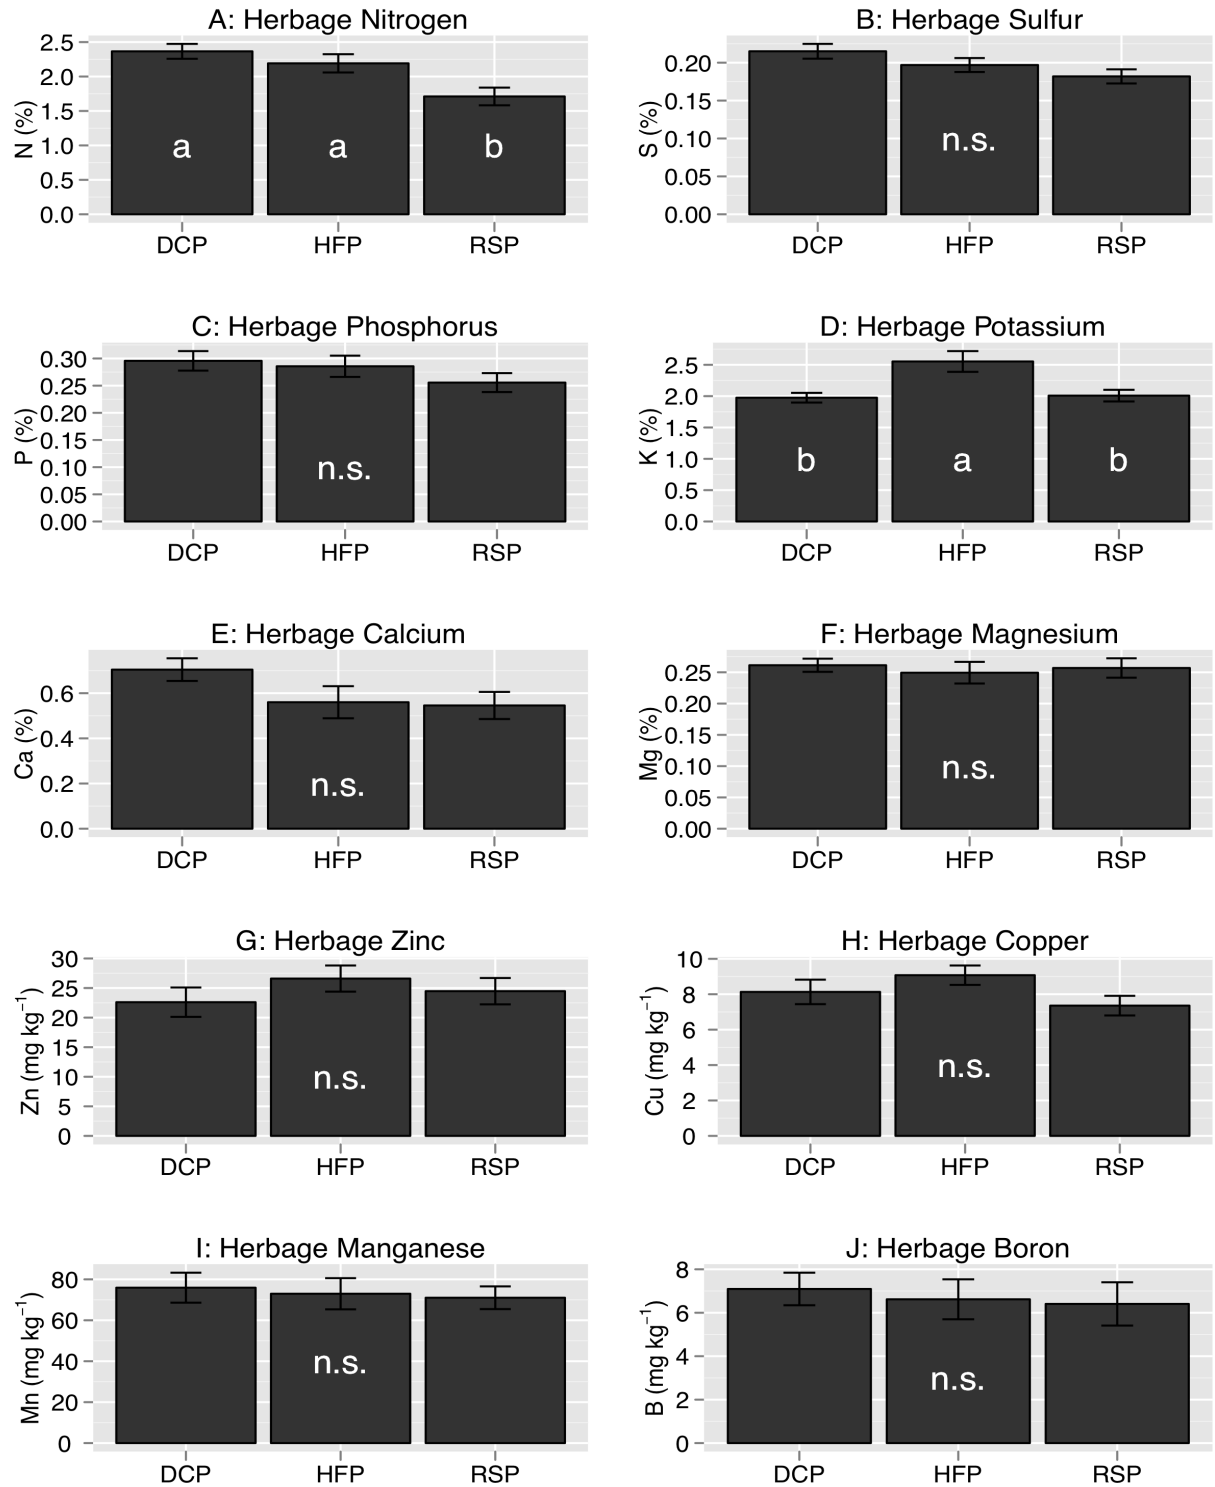 A: Herbage Nitrogen
N (%)
2.5
2.0
1.5
1.0
0.5
0.0
a a b
DCP HFP RSP
B: Herbage Sulfur
S (%)
0.20
0.15
0.10
0.05
0.00
n.s.
DCP HFP RSP
C: Herbage Phosphorus
P (%)
0.30
0.25
0.20
0.15
0.10
0.05
0.00
n.s.
DCP HFP RSP
D: Herbage Potassium
K (%)
2.5
2.0
1.5
1.0
0.5
0.0
b a b
DCP HFP RSP
E: Herbage Calcium
Ca (%)
0.6
0.4
0.2
0.0
n.s.
DCP HFP RSP
F: Herbage Magnesium
Mg (%)
0.25
0.20
0.15
0.10
0.05
0.00
n.s.
DCP HFP RSP
G: Herbage Zinc
Zn (mg kg⁻¹)
30
25
20
15
10
5
0
n.s.
DCP HFP RSP
H: Herbage Copper
Cu (mg kg⁻¹)
10
8
6
4
2
0
n.s.
DCP HFP RSP
I: Herbage Manganese
Mn (mg kg⁻¹)
80
60
40
20
0
n.s.
DCP HFP RSP
J: Herbage Boron
B (mg kg⁻¹)
8
6
4
2
0
n.s.
DCP HFP RSP